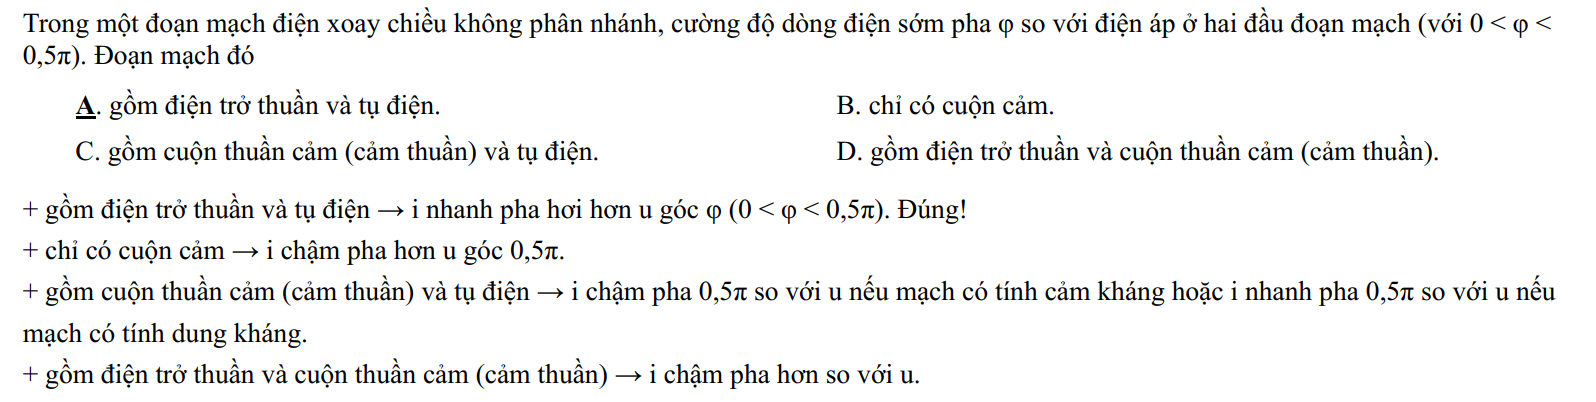 Trong một đoạn mạch điện xoay chiều không phân nhánh, cường độ dòng điện sớm pha φ so với điện áp ở hai đầu đoạn mạch (với 0 < φ <
0,5π). Đoạn mạch đó
A. gồm điện trở thuần và tụ điện. B. chỉ có cuộn cảm.
C. gồm cuộn thuần cảm (cảm thuần) và tụ điện. D. gồm điện trở thuần và cuộn thuần cảm (cảm thuần).
+ gồm điện trở thuần và tụ điện → i nhanh pha hơi hơn u góc φ (0 < φ < 0,5π). Đúng!
+ chỉ có cuộn cảm → i chậm pha hơn u góc 0,5π.
+ gồm cuộn thuần cảm (cảm thuần) và tụ điện → i chậm pha 0,5π so với u nếu mạch có tính cảm kháng hoặc i nhanh pha 0,5π so với u nếu
mạch có tính dung kháng.
+ gồm điện trở thuần và cuộn thuần cảm (cảm thuần) → i chậm pha hơn so với u.